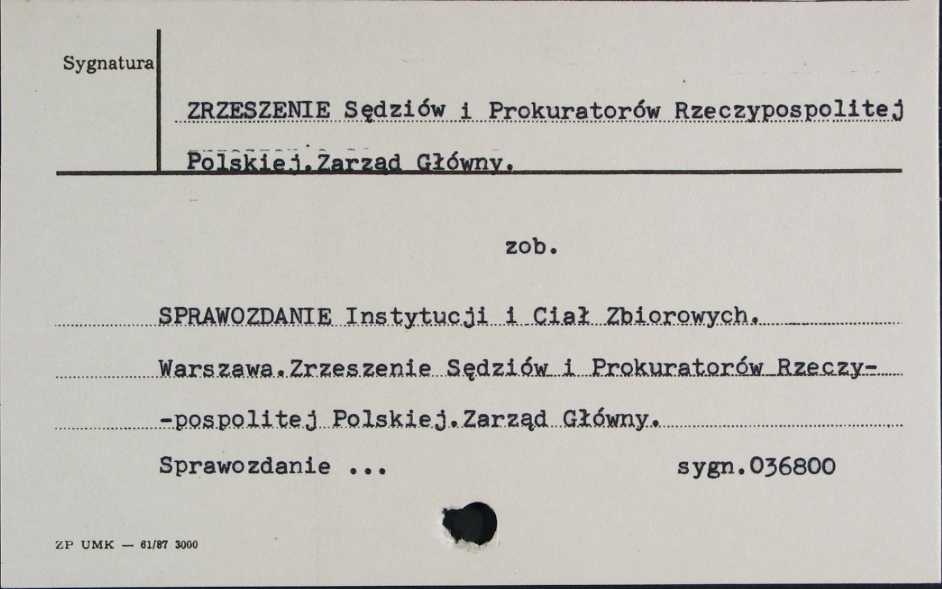 Sygnatura
ZRZESZENIE Sędziów i Prokuratorów Rzeczypospolitej
Polskiej.Zarząd Główny.
zob.
SPRAWOZDANIE Instytucji i Ciał Zbiorowych.
Warszawa.Zrzeszenie Sędziów i Prokuratorów Rzeczy-
-pospolitej Polskiej.Zarząd Główny.
Sprawozdanie ... sygn.036800
ZP UMK — 61/87 3000